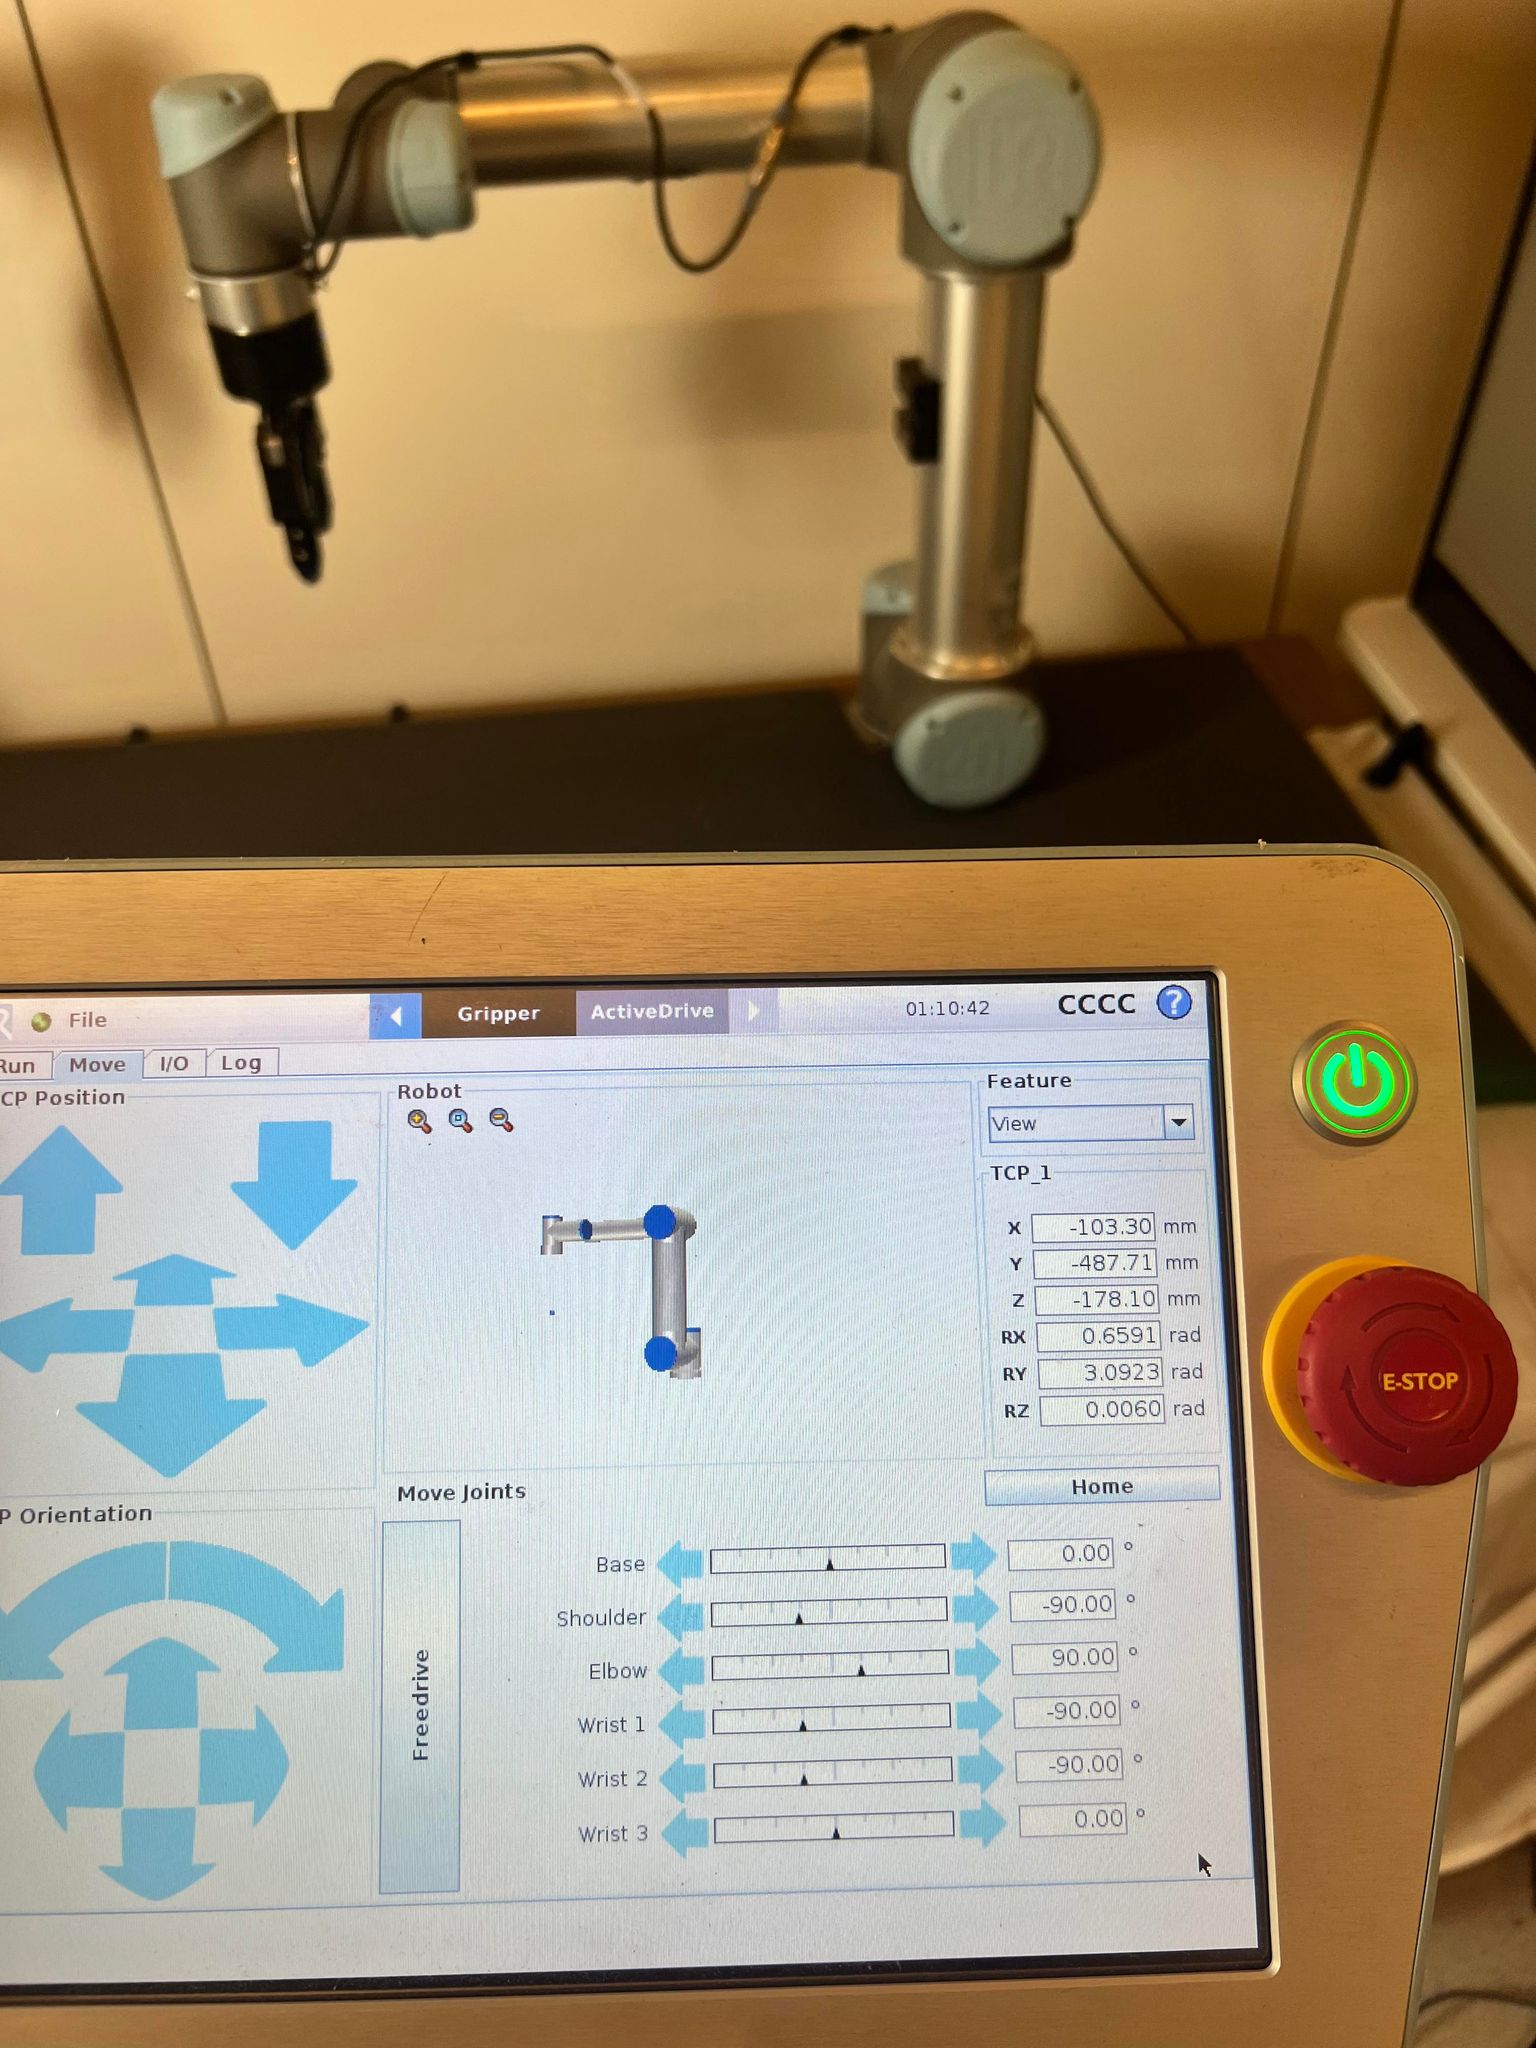 File
Gripper
ActiveDrive
01:10:42
CCCC
?
Run
Move
I/O
Log
CP Position
Robot
Feature
View
TCP_1
X -103.30 mm
Y -487.71 mm
Z -178.10 mm
RX 0.6591 rad
RY 3.0923 rad
RZ 0.0060 rad
E-STOP
P Orientation
Move Joints
Home
Freedrive
Base 0.00 °
Shoulder -90.00 °
Elbow 90.00 °
Wrist 1 -90.00 °
Wrist 2 -90.00 °
Wrist 3 0.00 °